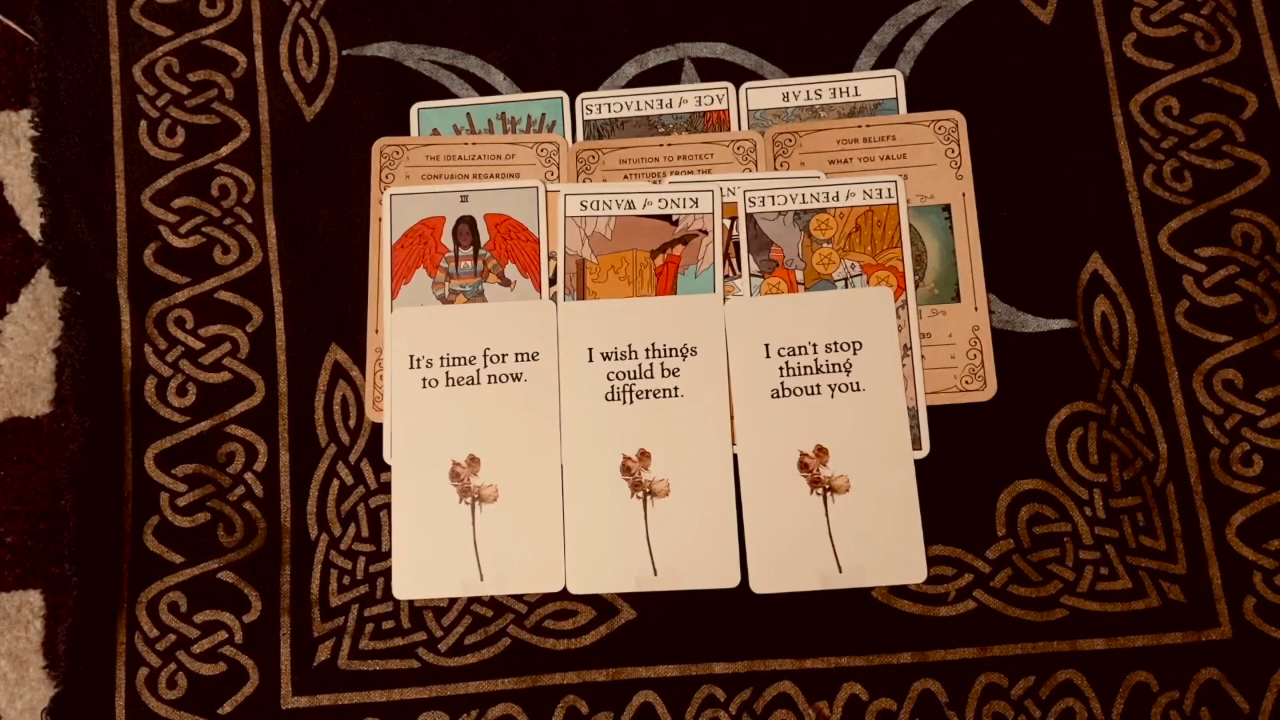 ACE of PENTACLES
THE STAR
THE IDEALIZATION OF
CONFUSION REGARDING
INTUITION TO PROTECT
ATTITUDES FROM THE
YOUR BELIEFS
WHAT YOU VALUE
XII
KING of WANDS
TEN of PENTACLES
It's time for me
to heal now.
I wish things
could be
different.
I can't stop
thinking
about you.